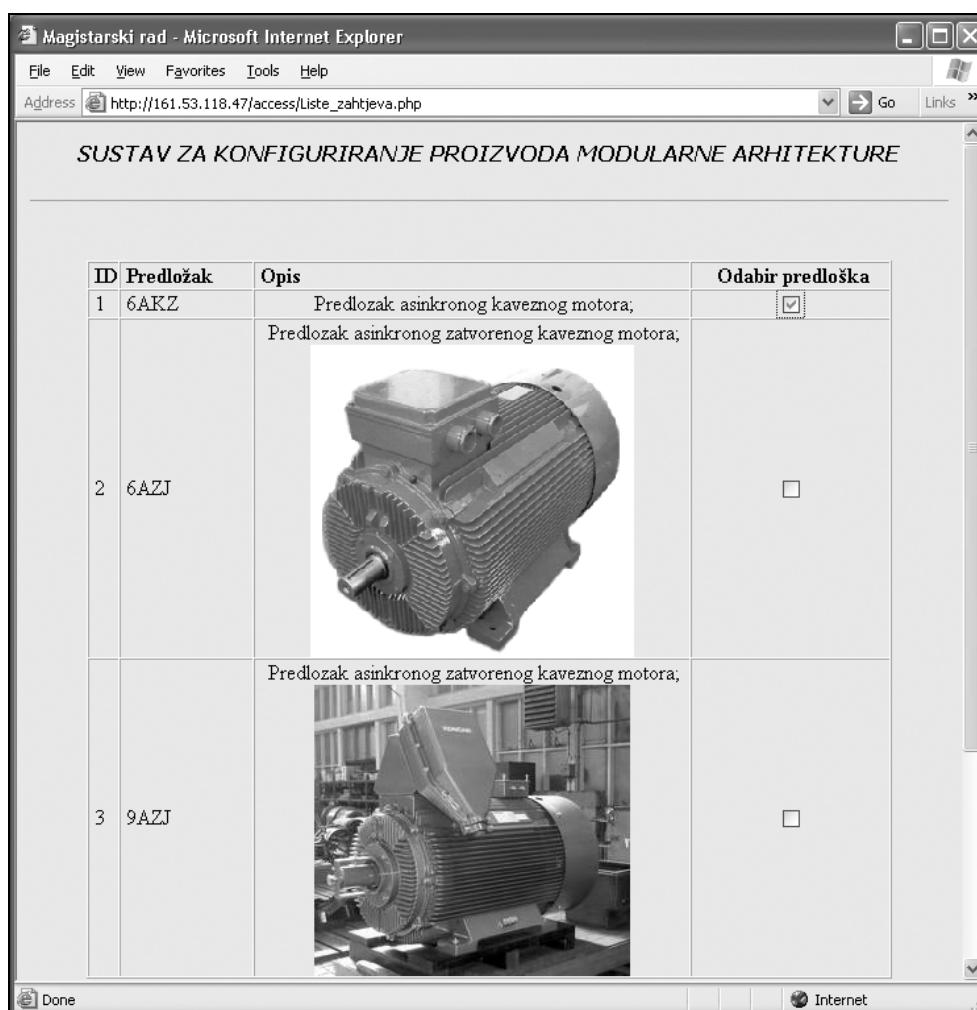 Magistarski rad - Microsoft Internet Explorer
File Edit View Favorites Tools Help
Address http://161.53.118.47/access/Liste_zahtjeva.php Go Links »
SUSTAV ZA KONFIGURIRANJE PROIZVODA MODULARNE ARHITEKTURE
ID Predložak Opis Odabir predloška
1 6AKZ Predlozak asinkronog kaveznog motora;
Predlozak asinkronog zatvorenog kaveznog motora;
2 6AZJ
Predlozak asinkronog zatvorenog kaveznog motora;
KONČAR
3 9AZJ
Done Internet